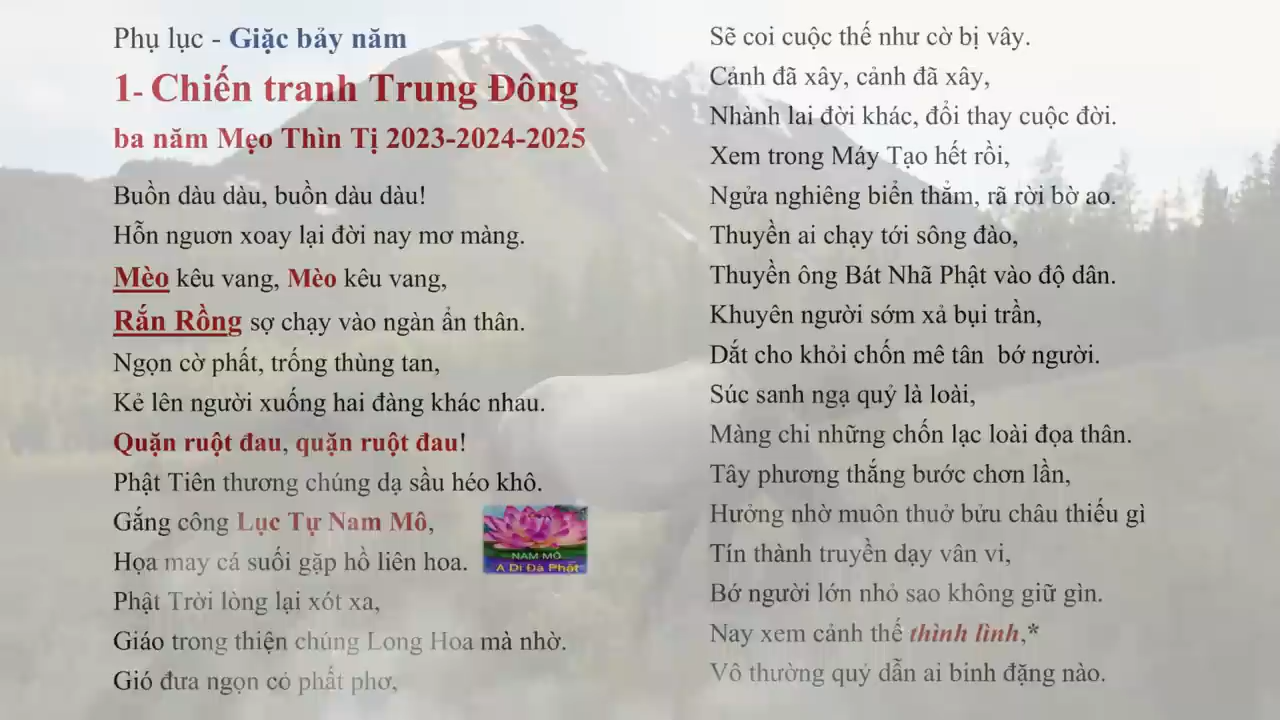 Phụ lục - Giặc bảy năm
1- Chiến tranh Trung Đông
ba năm Mẹo Thìn Tị 2023-2024-2025
Buồn dàu dàu, buồn dàu dàu!
Hỗn nguơn xoay lại đời nay mơ màng.
Mèo kêu vang, Mèo kêu vang,
Rắn Rồng sợ chạy vào ngàn ẩn thân.
Ngọn cờ phất, trống thùng tan,
Kẻ lên người xuống hai đàng khác nhau.
Quặn ruột đau, quặn ruột đau!
Phật Tiên thương chúng dạ sầu héo khô.
Gắng công Lục Tự Nam Mô,
Họa may cá suối gặp hồ liên hoa.
NAM MÔ
A Di Đà Phật
Phật Trời lòng lại xót xa,
Giáo trong thiện chúng Long Hoa mà nhờ.
Gió đưa ngọn cỏ phất phơ,
Sẽ coi cuộc thế như cờ bị vây.
Cảnh đã xây, cảnh đã xây,
Nhành lai đời khác, đổi thay cuộc đời.
Xem trong Máy Tạo hết rồi,
Ngửa nghiêng biển thẳm, rã rời bờ ao.
Thuyền ai chạy tới sông đào,
Thuyền ông Bát Nhã Phật vào độ dân.
Khuyên người sớm xả bụi trần,
Dắt cho khỏi chốn mê tân bớ người.
Súc sanh ngạ quỷ là loài,
Màng chi những chốn lạc loài đọa thân.
Tây phương thẳng bước chơn lần,
Hưởng nhờ muôn thuở bửu châu thiếu gì
Tín thành truyền dạy vân vi,
Bớ người lớn nhỏ sao không giữ gìn.
Nay xem cảnh thế thình lình,*
Vô thường quỷ dẫn ai binh đặng nào.